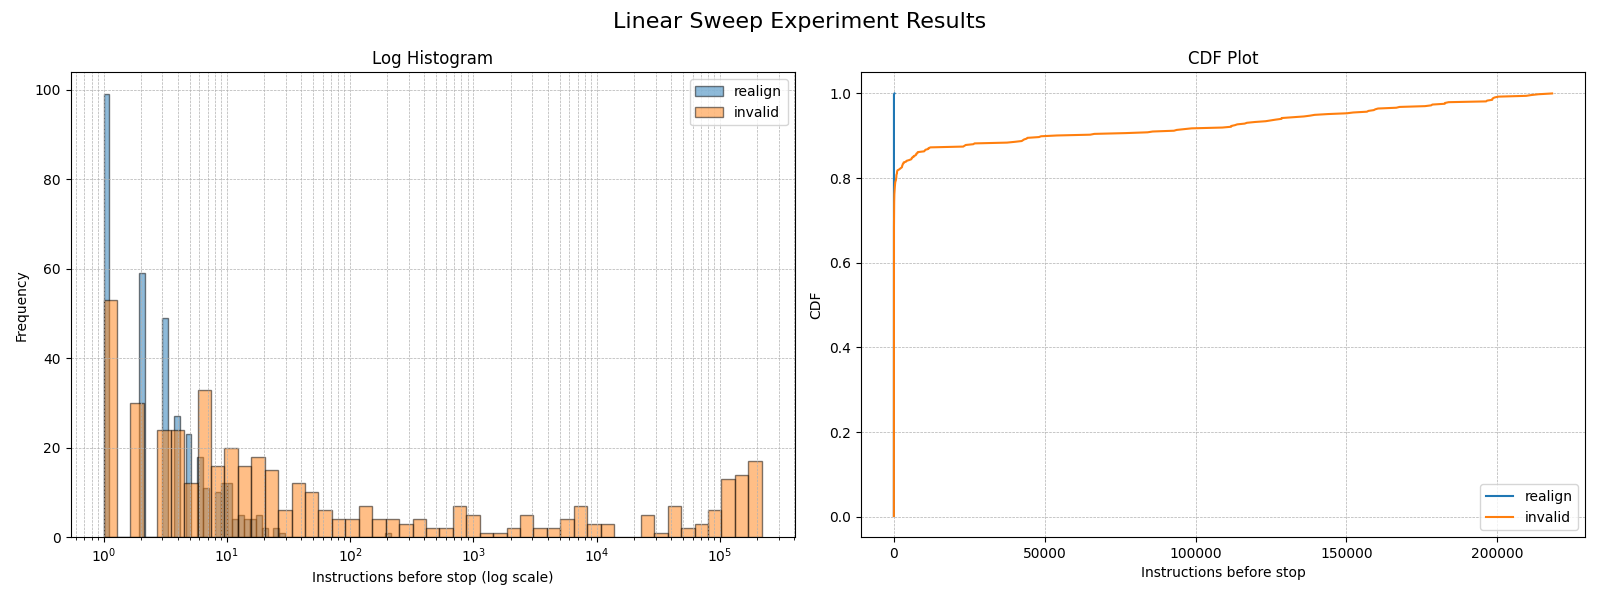 Linear Sweep Experiment Results
Log Histogram
Frequency
100
80
60
40
20
0
realign
invalid
10⁰
10¹
10²
10³
10⁴
10⁵
Instructions before stop (log scale)
CDF Plot
CDF
1.0
0.8
0.6
0.4
0.2
0.0
realign
invalid
0
50000
100000
150000
200000
Instructions before stop